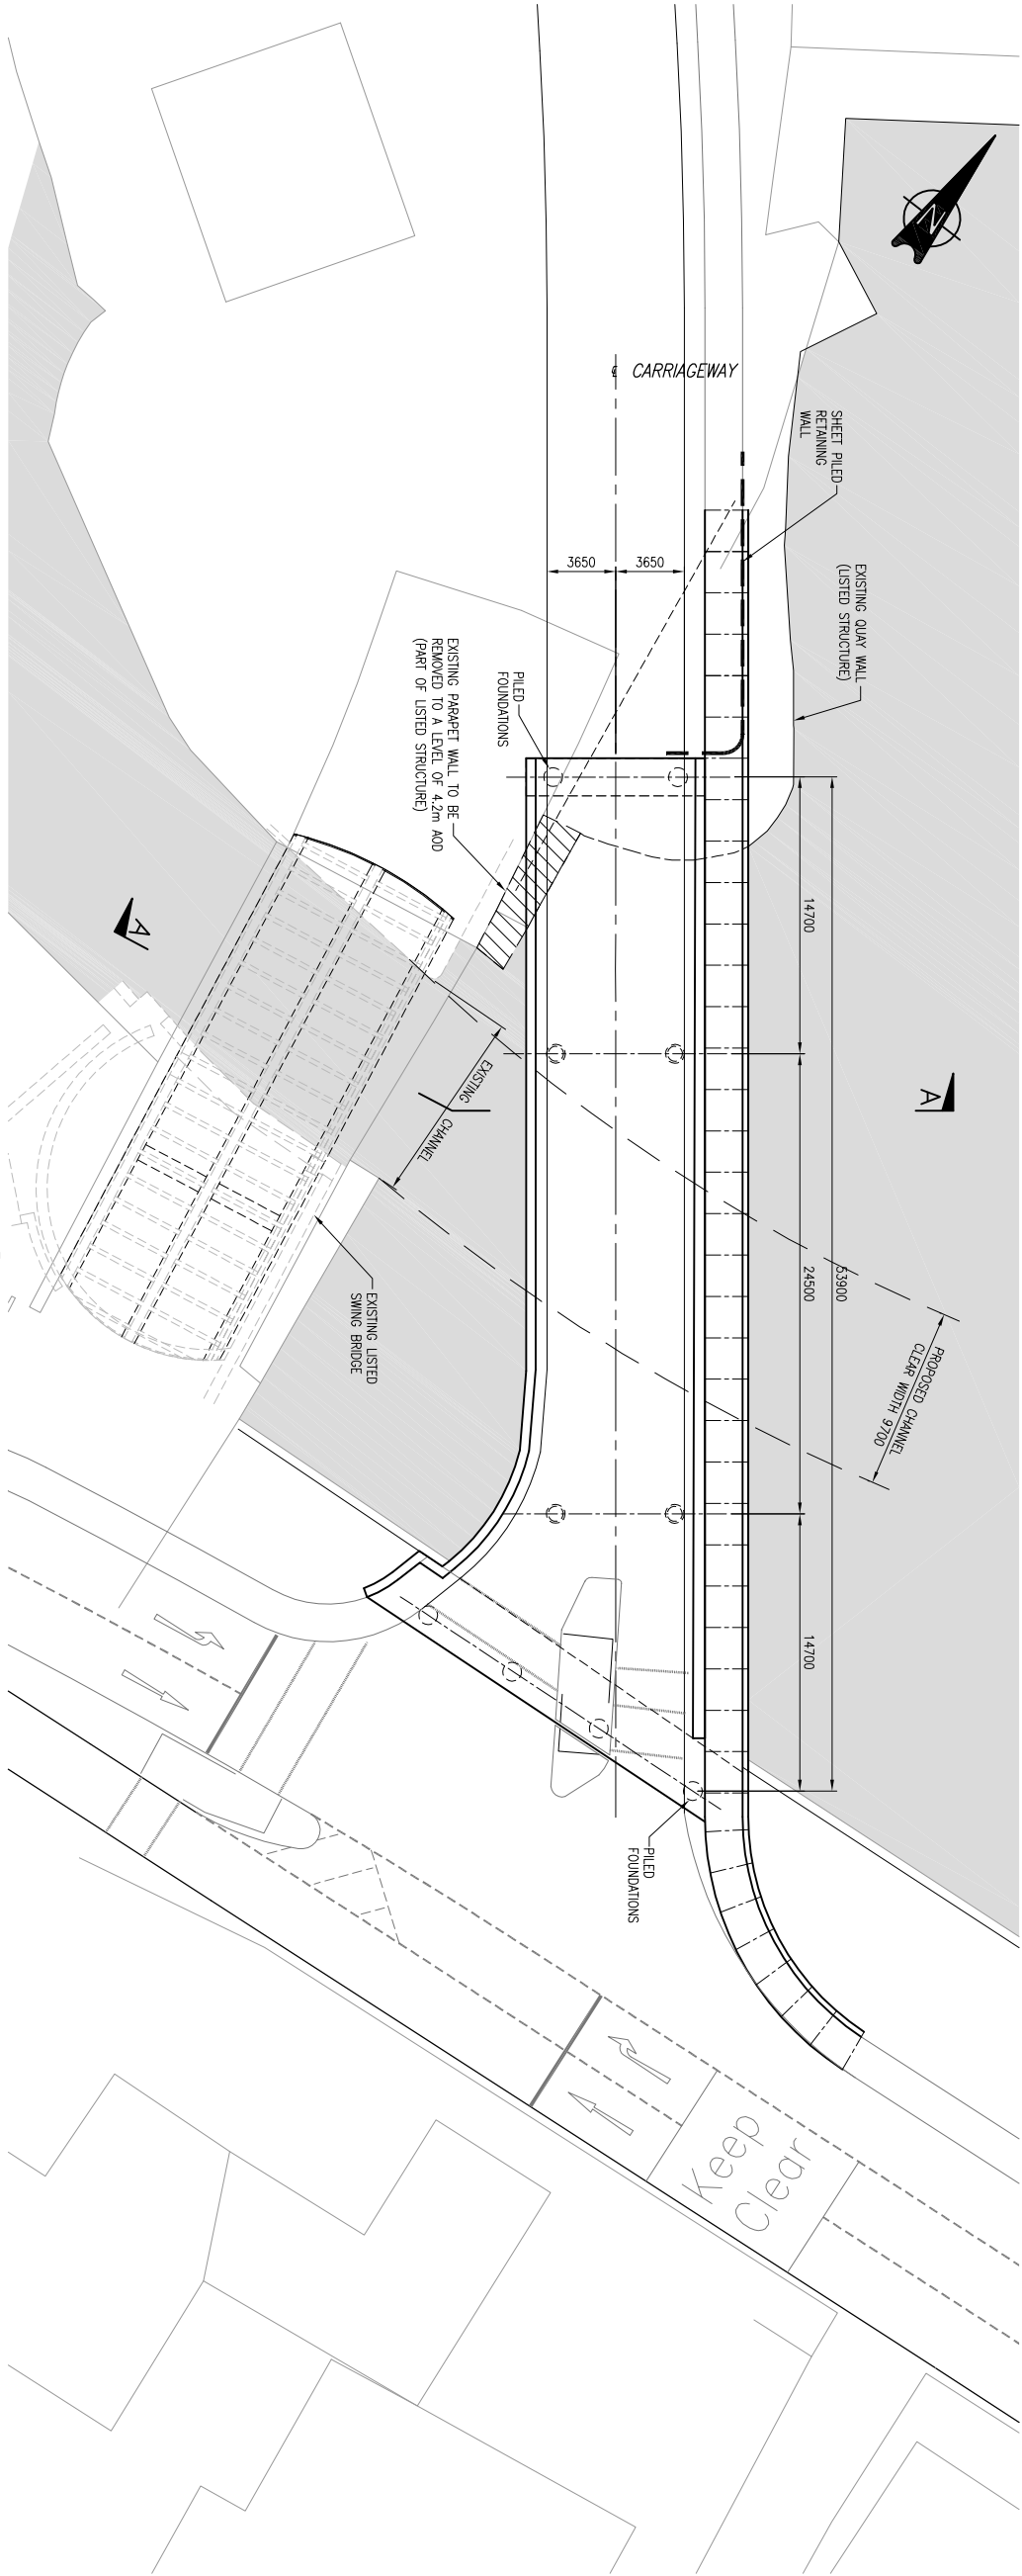 N
℄ CARRIAGEWAY
SHEET PILED
RETAINING
WALL
EXISTING QUAY WALL
(LISTED STRUCTURE)
3650
3650
EXISTING PARAPET WALL TO BE
REMOVED TO A LEVEL OF 4.2m AOD
(PART OF LISTED STRUCTURE)
PILED
FOUNDATIONS
14700
A
A
EXISTING
CHANNEL
53900
24500
EXISTING LISTED
SWING BRIDGE
PROPOSED CHANNEL
CLEAR WIDTH 9700
14700
PILED
FOUNDATIONS
Keep
Clear